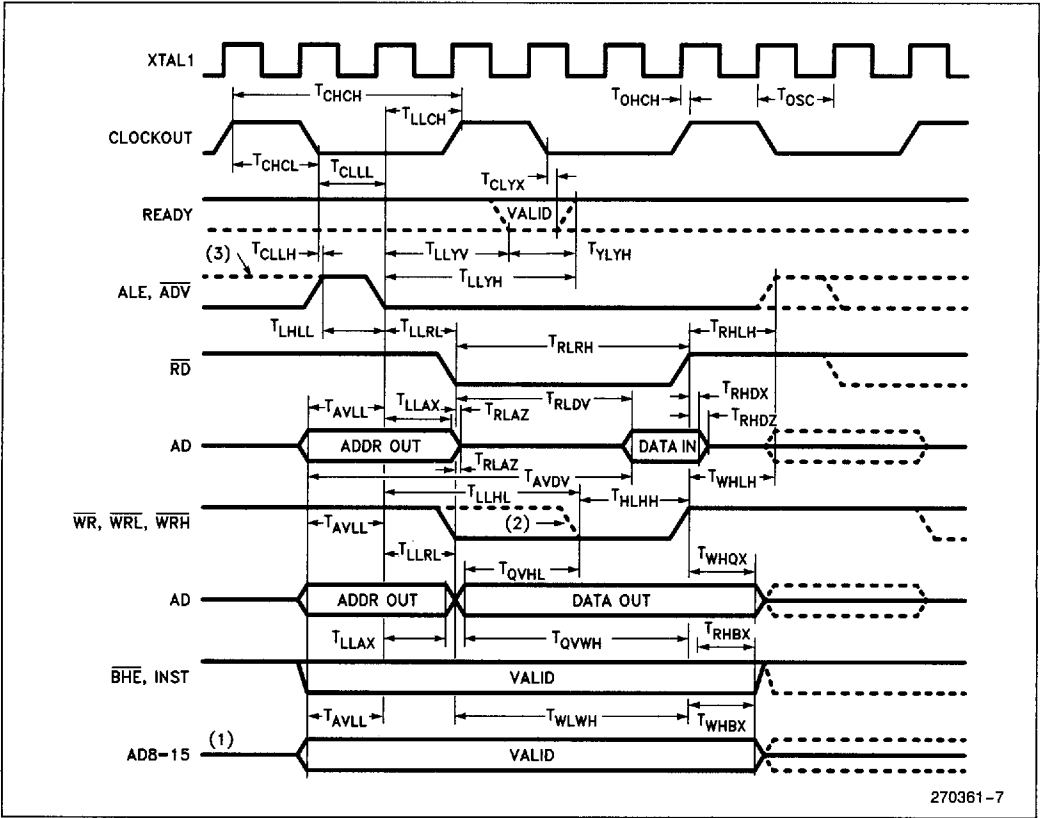 XTAL1
TCHCH
TOHCH
TOSC
TLLCH
CLOCKOUT
TCHCL
TCLLL
TCLYX
READY
VALID
(3)
TCLLH
TLLYV
TYLYH
TLLYH
ALE, ADV
TLHLL
TLLRL
TRLRH
TRHLH
RD
TAVLL
TLLAX
TRLAZ
TRLDV
TRHDX
TRHDZ
AD
ADDR OUT
DATA IN
TRLAZ
TAVDV
TWHLH
TLLHL
THLHH
WR, WRL, WRH
TAVLL
(2)
TLLRL
TQVHL
TWHQX
AD
ADDR OUT
DATA OUT
TLLAX
TQVWH
TRHBX
BHE, INST
VALID
TAVLL
TWLWH
TWHBX
AD8-15
(1)
VALID
270361-7